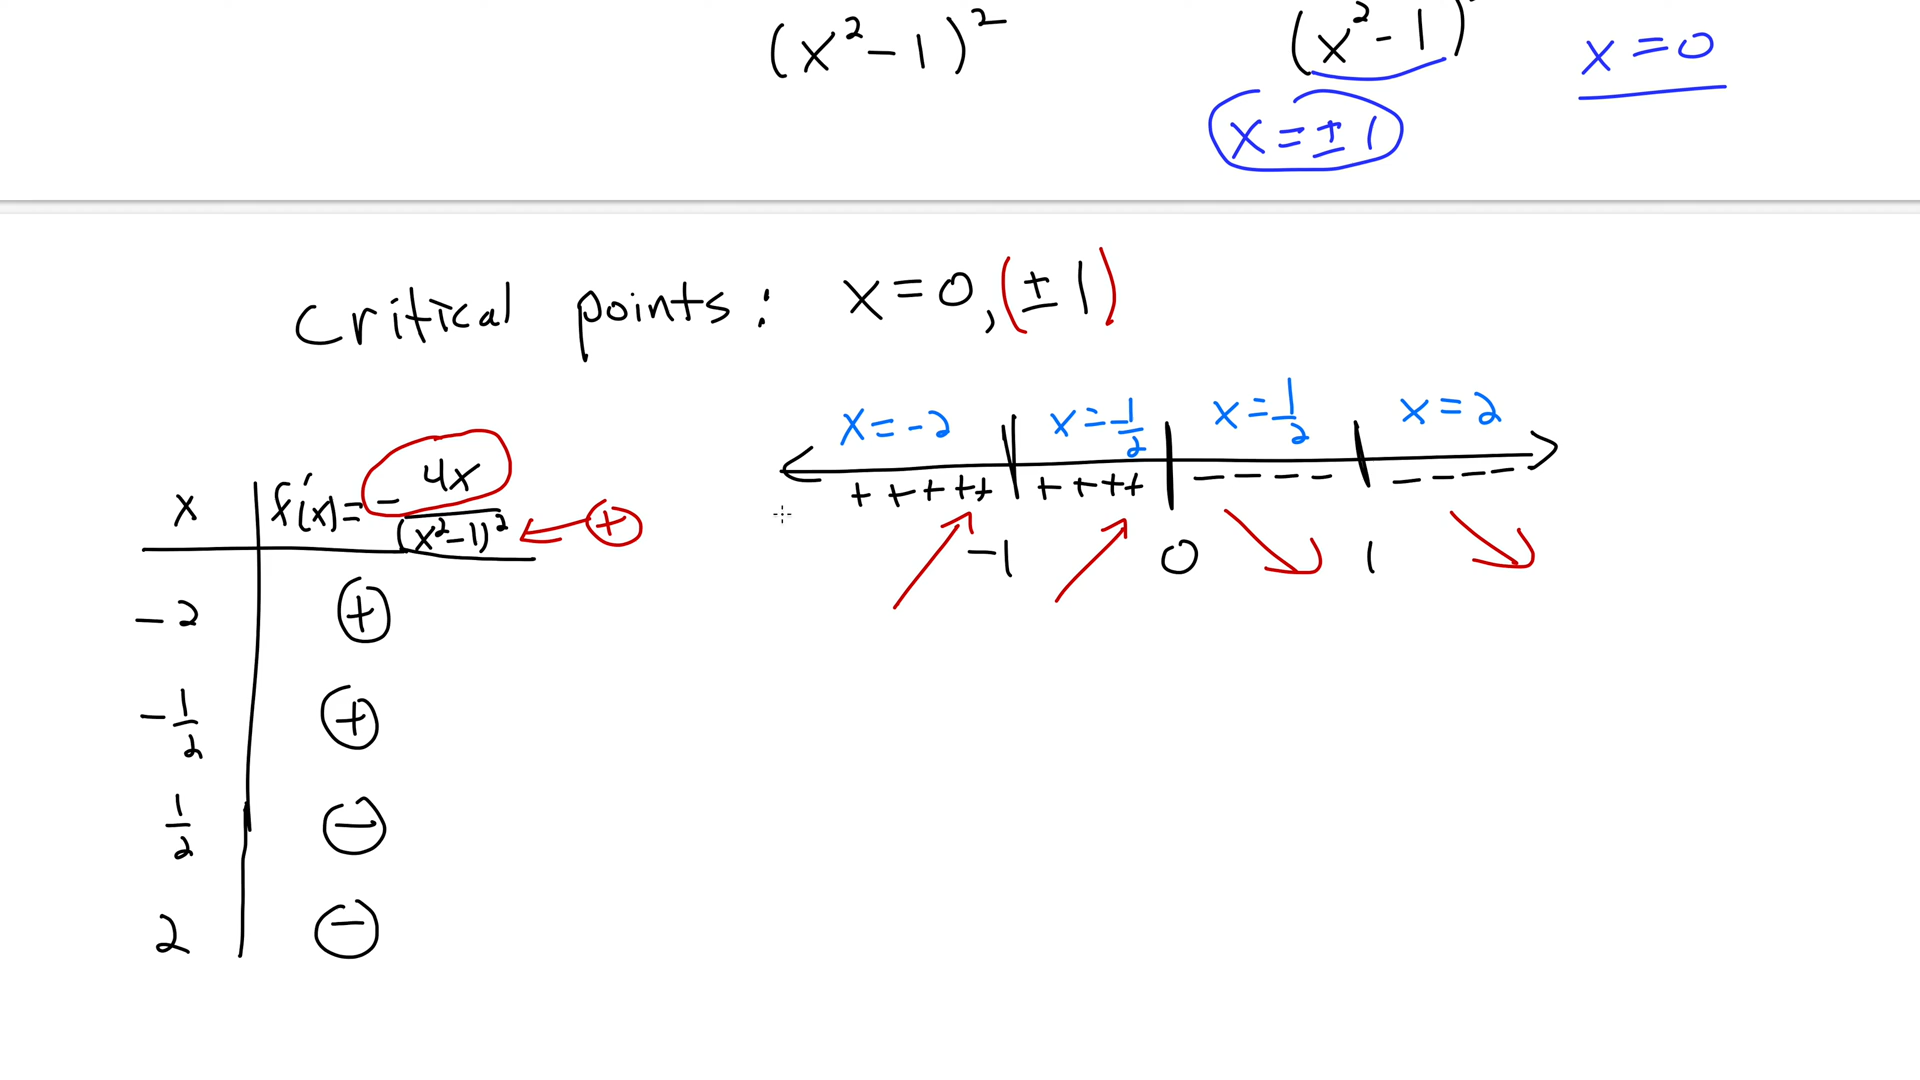 (x²-1)² (x²-1) x=0
x=±1
Critical points: x=0, (±1)
x=-2 x=-1/2 x=1/2 x=2
+++++ ++++ ---- -----
-1 0 1
x f'(x)= -4x/(x²-1)² ← +
-2 +
-1/2 +
1/2 -
2 -